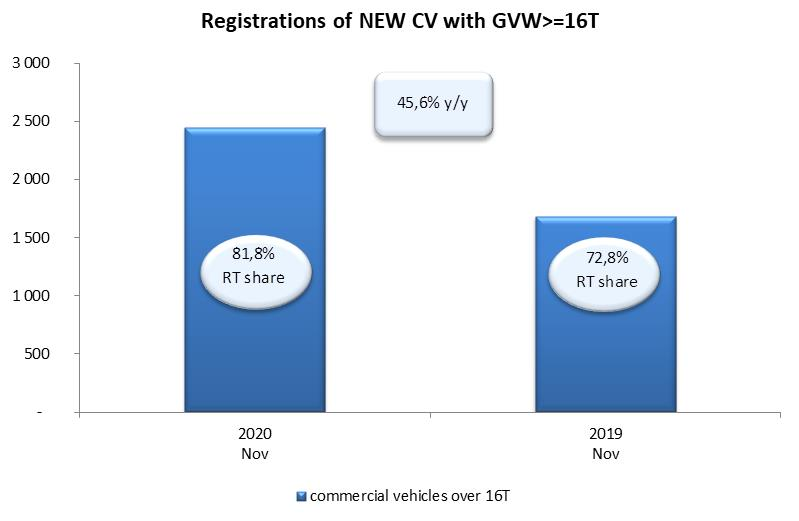 Registrations of NEW CV with GVW>=16T
3 000
2 500
2 000
1 500
1 000
500
-
45,6% y/y
81,8%
RT share
72,8%
RT share
2020
Nov
2019
Nov
commercial vehicles over 16T